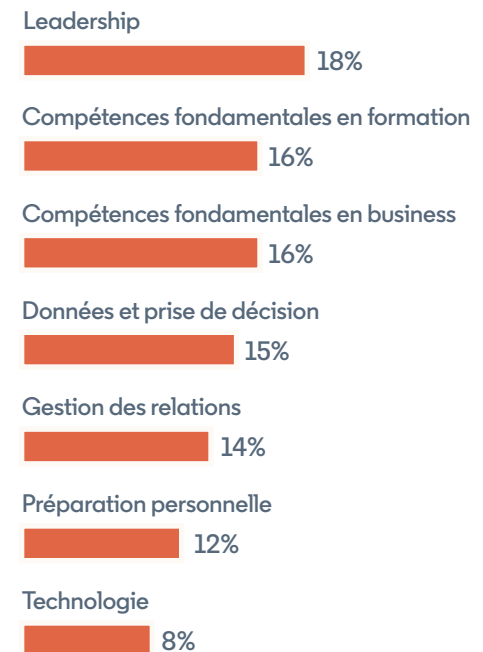 Leadership
18%
Compétences fondamentales en formation
16%
Compétences fondamentales en business
16%
Données et prise de décision
15%
Gestion des relations
14%
Préparation personnelle
12%
Technologie
8%